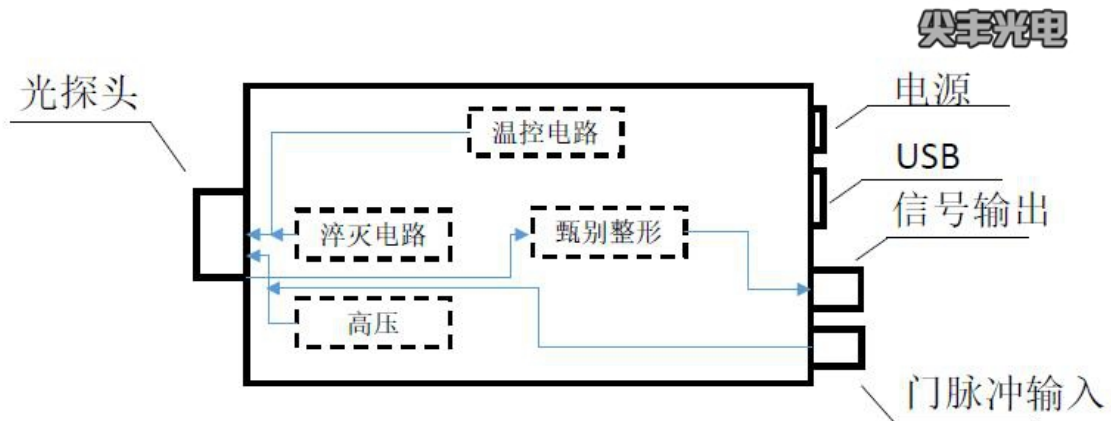 尖丰光电
光探头
电源
温控电路
USB
信号输出
淬灭电路
甄别整形
高压
门脉冲输入